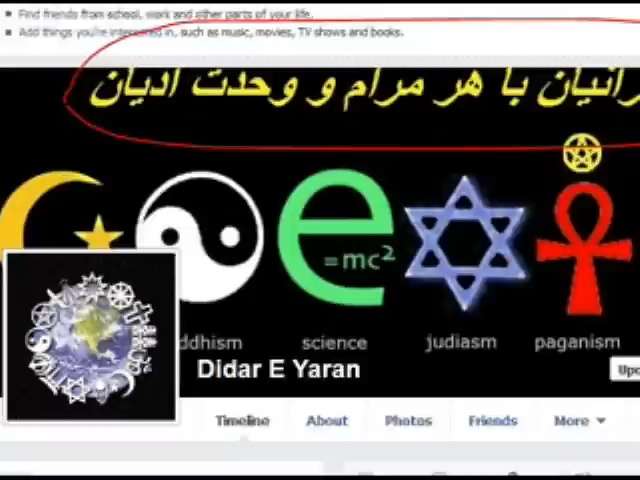 Find friends from school, work and other parts of your life.
Add things you're interested in, such as music, movies, TV shows and books.
با هر مرام و وحدت ادیان
=mc²
science
judiasm
paganism
Didar E Yaran
Timeline
About
Photos
Friends
More